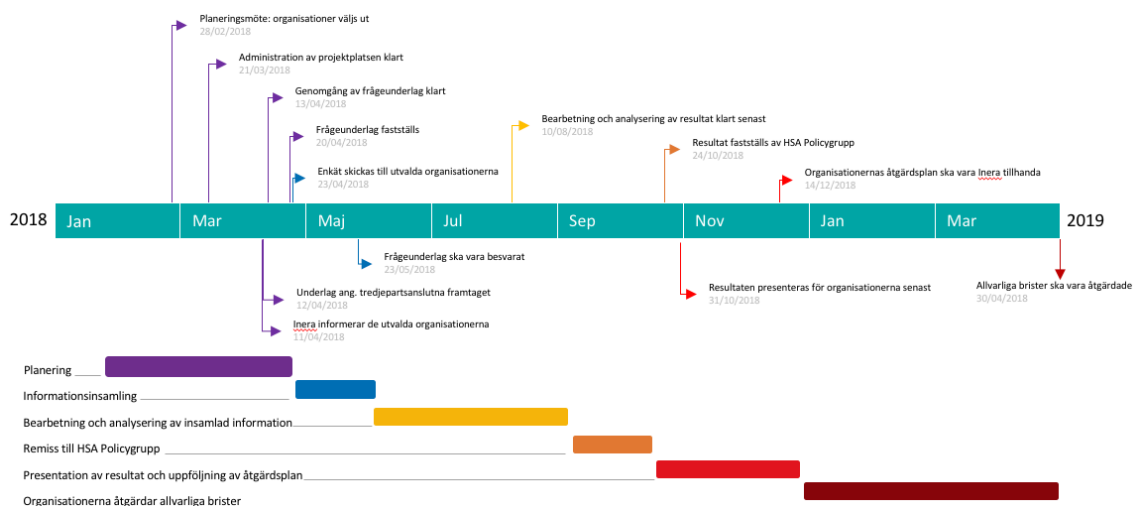 Planeringsmöte: organisationer väljs ut
28/02/2018
Administration av projektplatsen klart
21/03/2018
Genomgång av frågeunderlag klart
13/04/2018
Frågeunderlag fastställs
20/04/2018
Enkät skickas till utvalda organisationerna
23/04/2018
Bearbetning och analysering av resultat klart senast
10/08/2018
Resultat fastställs av HSA Policygrupp
24/10/2018
Organisationernas åtgärdsplan ska vara Inera tillhanda
14/12/2018
2018 Jan Mar Maj Jul Sep Nov Jan Mar 2019
Frågeunderlag ska vara besvarat
23/05/2018
Underlag ang. tredjepartsanslutna framtaget
12/04/2018
Inera informerar de utvalda organisationerna
11/04/2018
Resultaten presenteras för organisationerna senast
31/10/2018
Allvarliga brister ska vara åtgärdade
30/04/2018
Planering
Informationsinsamling
Bearbetning och analysering av insamlad information
Remiss till HSA Policygrupp
Presentation av resultat och uppföljning av åtgärdsplan
Organisationerna åtgärdar allvarliga brister